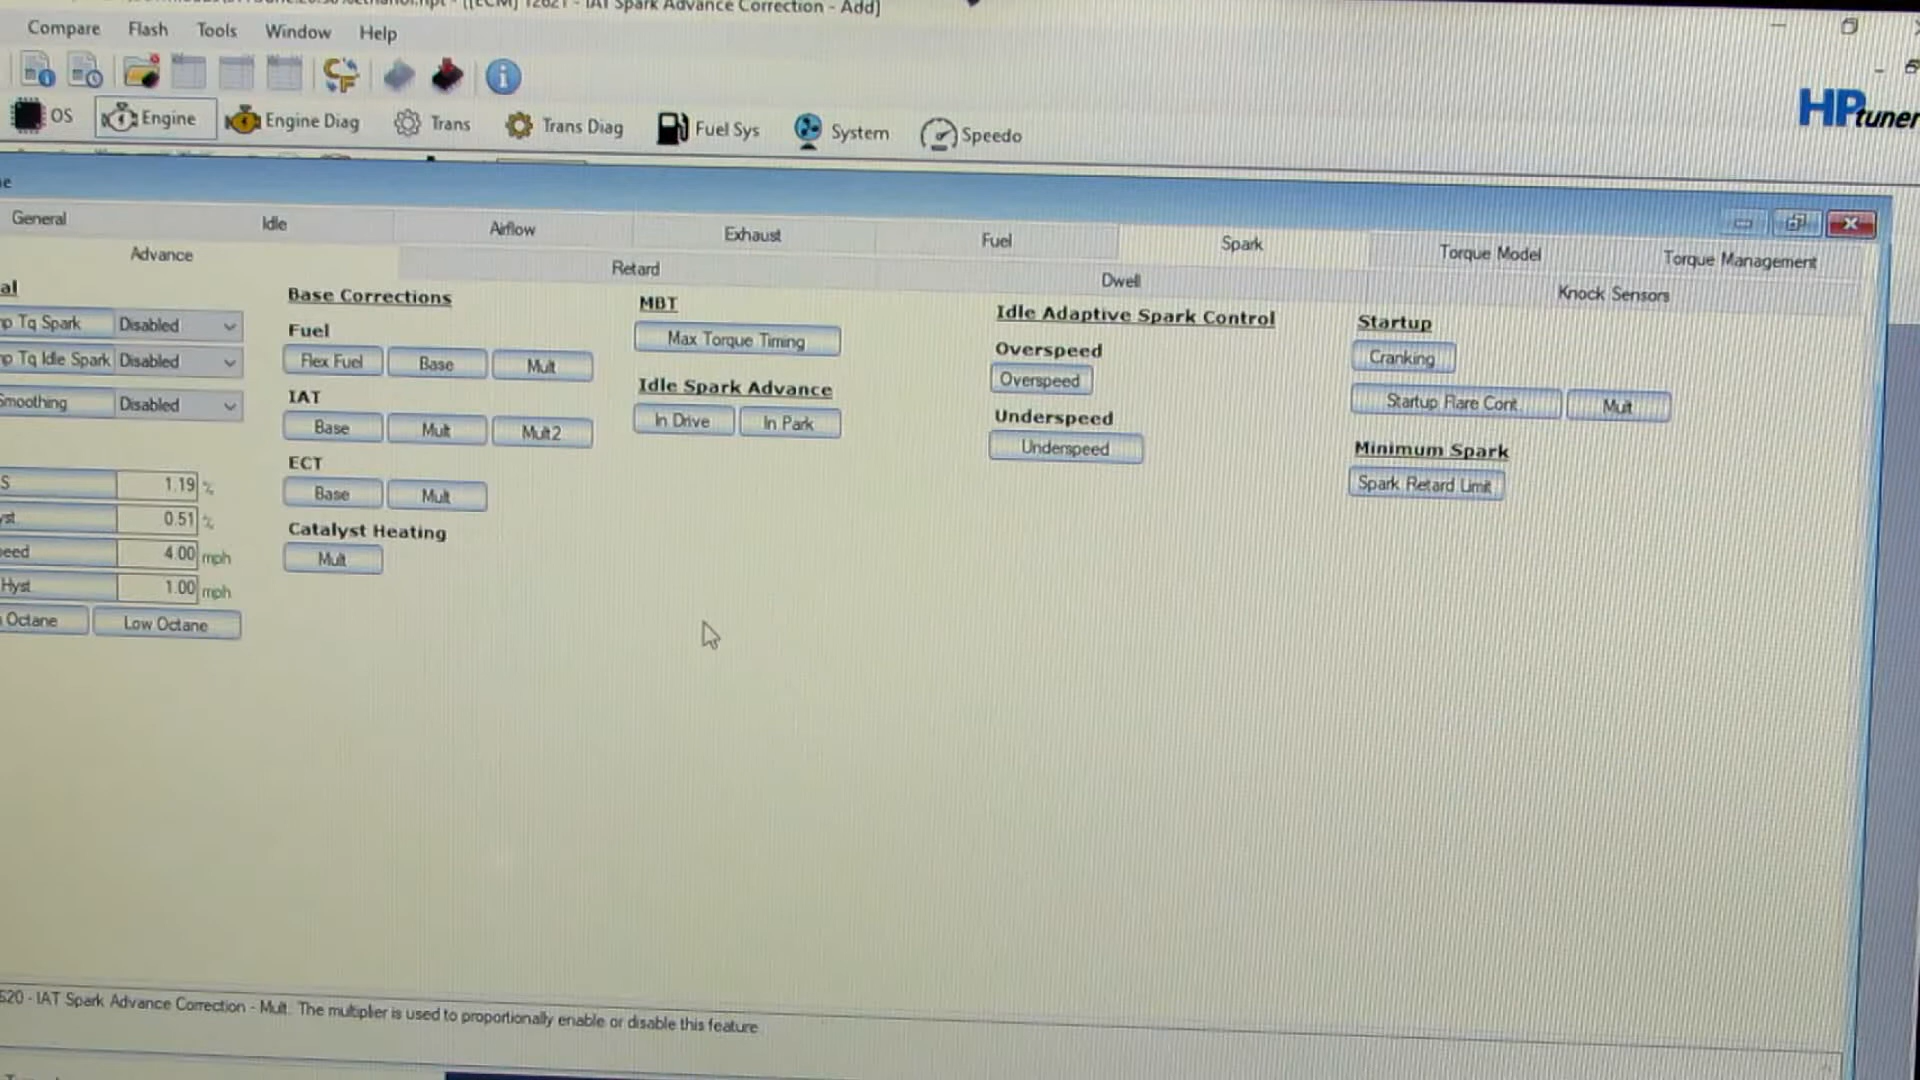 IAT Spark Advance Correction - Add]
Compare Flash Tools Window Help
OS Engine Engine Diag Trans Trans Diag Fuel Sys System Speedo
HPtuner
General Idle Airflow Exhaust Fuel Spark Torque Model Torque Management
Advance Retard Dwell Knock Sensors
al
p Tq Spark Disabled
p Tq Idle Spark Disabled
Smoothing Disabled
S 1.19 %
yst 0.51 %
peed 4.00 mph
Hyst 1.00 mph
Octane Low Octane
Base Corrections
Fuel
Flex Fuel Base Mult
IAT
Base Mult Mult2
ECT
Base Mult
Catalyst Heating
Mult
MBT
Max Torque Timing
Idle Spark Advance
In Drive In Park
Idle Adaptive Spark Control
Overspeed
Overspeed
Underspeed
Underspeed
Startup
Cranking
Startup Flare Cont. Mult
Minimum Spark
Spark Retard Limit
620 - IAT Spark Advance Correction - Mult. The multiplier is used to proportionally enable or disable this feature